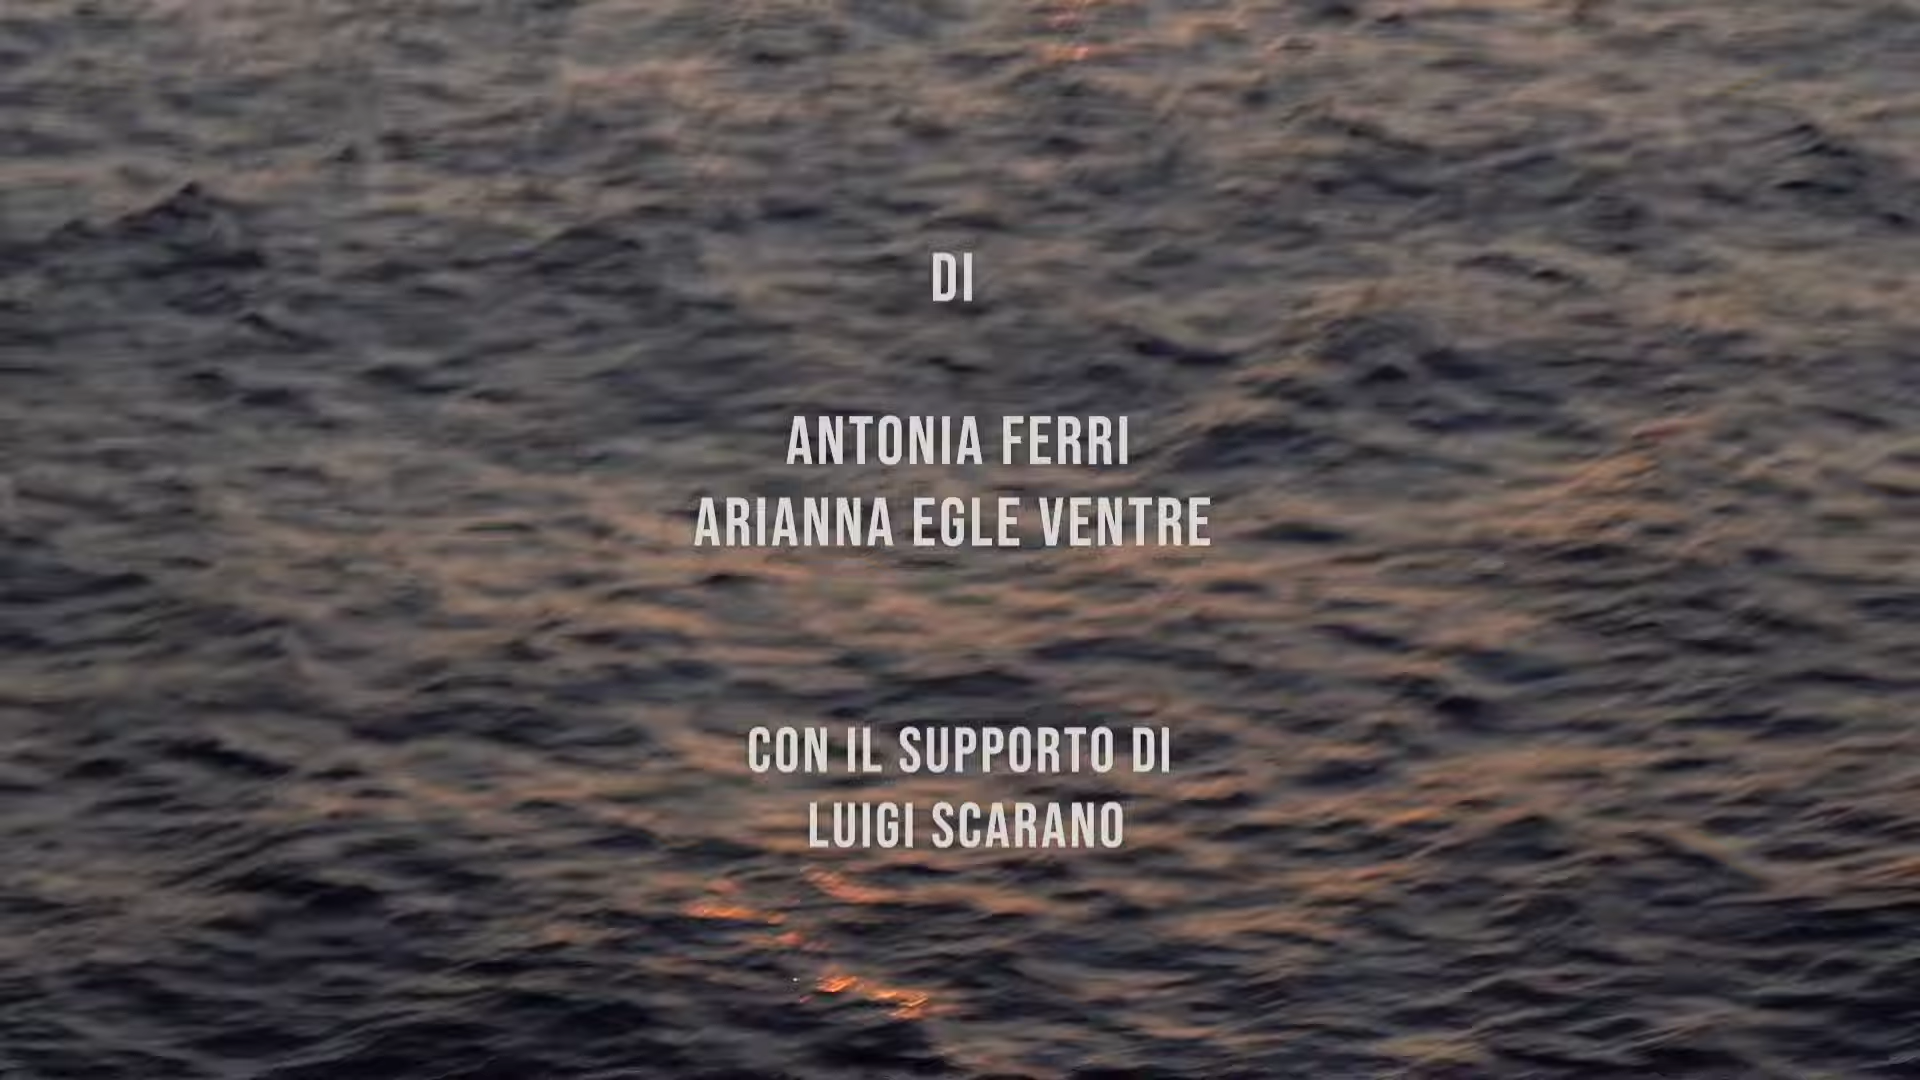 DI
ANTONIA FERRI
ARIANNA EGLE VENTRE
CON IL SUPPORTO DI
LUIGI SCARANO